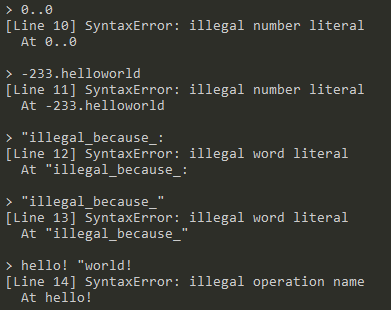 > 0..0
[Line 10] SyntaxError: illegal number literal
At 0..0
> -233.helloworld
[Line 11] SyntaxError: illegal number literal
At -233.helloworld
> "illegal_because_:
[Line 12] SyntaxError: illegal word literal
At "illegal_because_:
> "illegal_because_"
[Line 13] SyntaxError: illegal word literal
At "illegal_because_"
> hello! "world!
[Line 14] SyntaxError: illegal operation name
At hello!